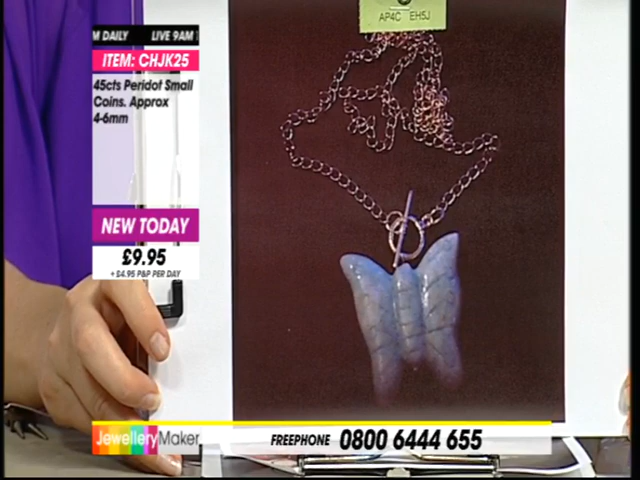 AP4C EH5J
M DAILY LIVE 9AM
ITEM: CHJK25
45cts Peridot Small
Coins. Approx
4-6mm
NEW TODAY
£9.95
+ £4.95 P&P PER DAY
JewelleryMaker
FREEPHONE 0800 6444 655